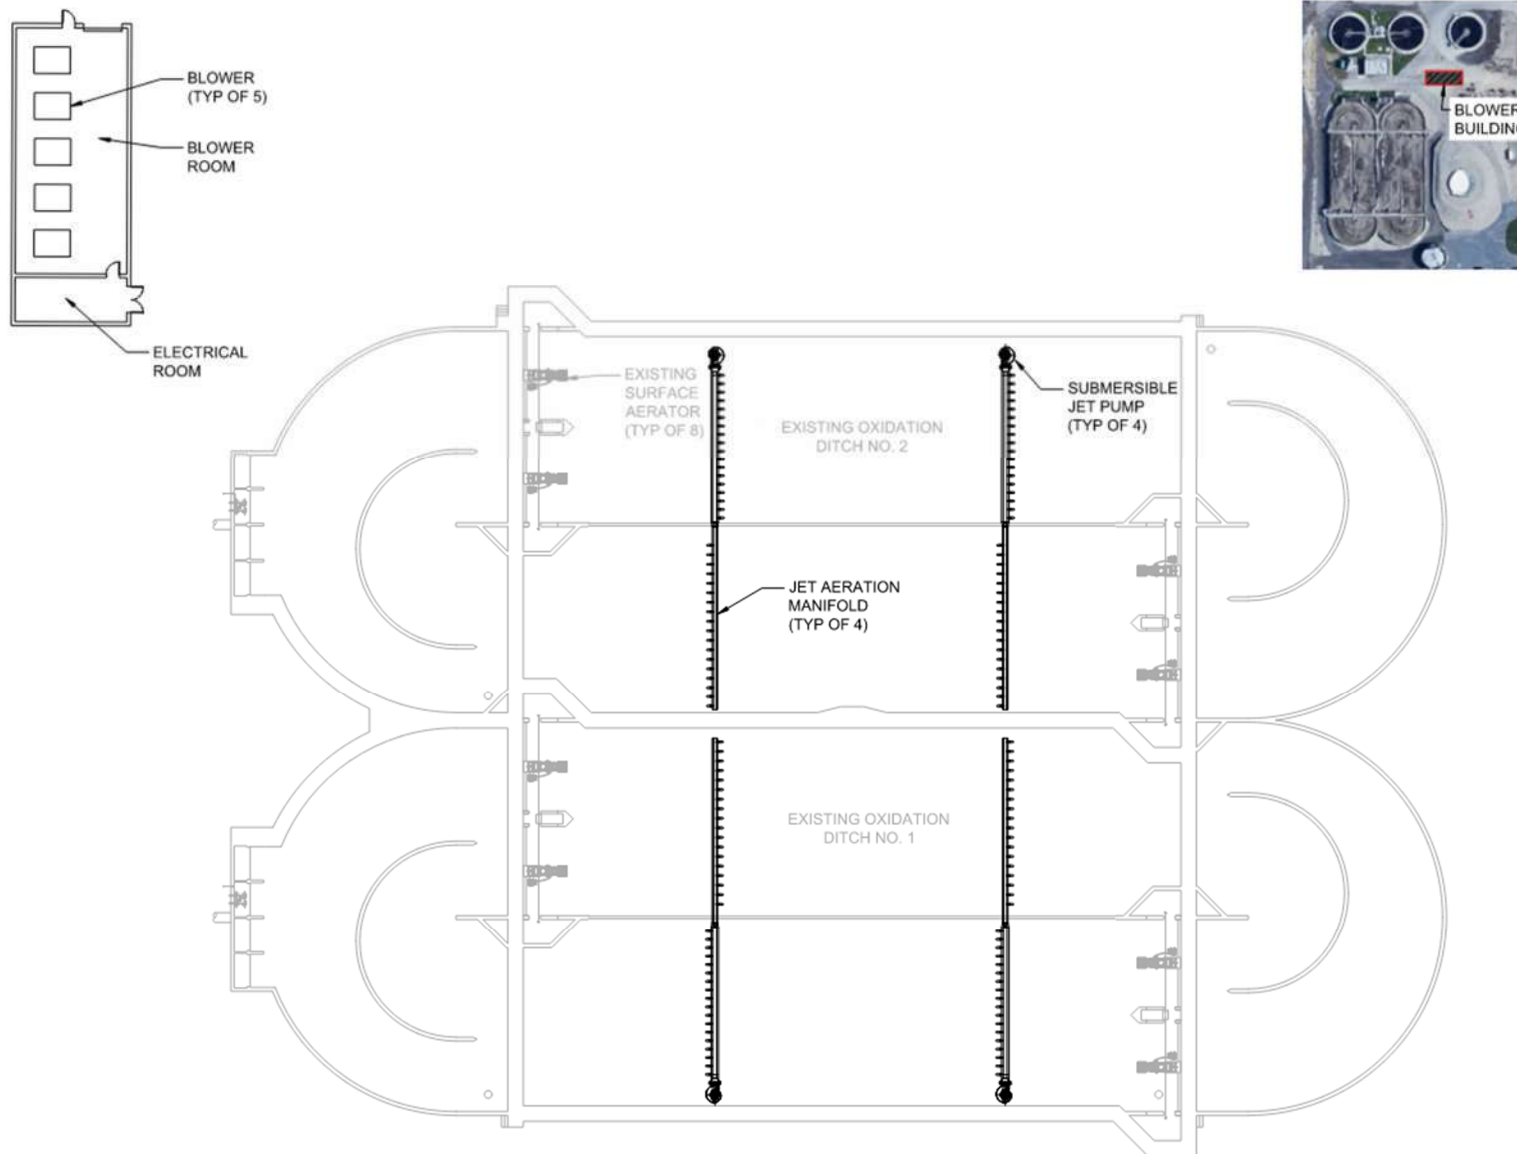 BLOWER
(TYP OF 5)
BLOWER
ROOM
ELECTRICAL
ROOM
BLOWER
BUILDING
EXISTING
SURFACE
AERATOR
(TYP OF 8)
EXISTING OXIDATION
DITCH NO. 2
SUBMERSIBLE
JET PUMP
(TYP OF 4)
JET AERATION
MANIFOLD
(TYP OF 4)
EXISTING OXIDATION
DITCH NO. 1